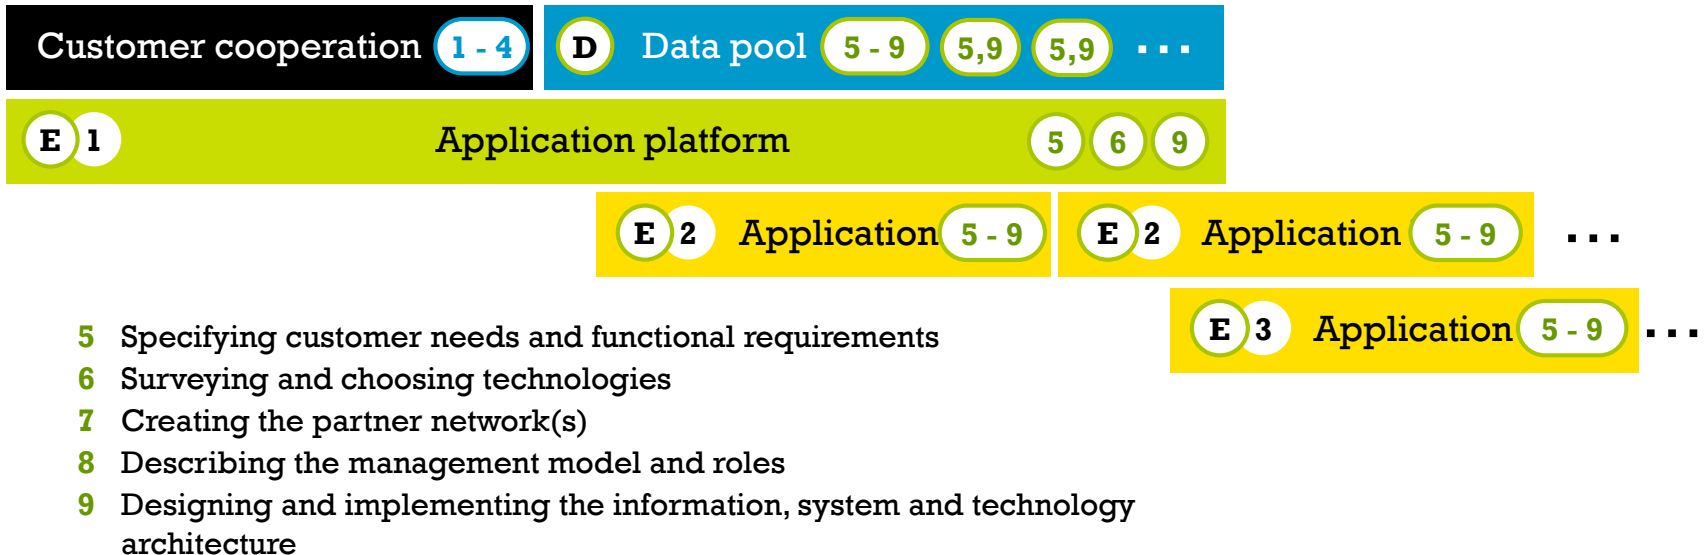 Customer cooperation 1 - 4 D Data pool 5 - 9 5,9 5,9 ...
E 1 Application platform 5 6 9
E 2 Application 5 - 9 E 2 Application 5 - 9 ...
E 3 Application 5 - 9 ...
5 Specifying customer needs and functional requirements
6 Surveying and choosing technologies
7 Creating the partner network(s)
8 Describing the management model and roles
9 Designing and implementing the information, system and technology
architecture